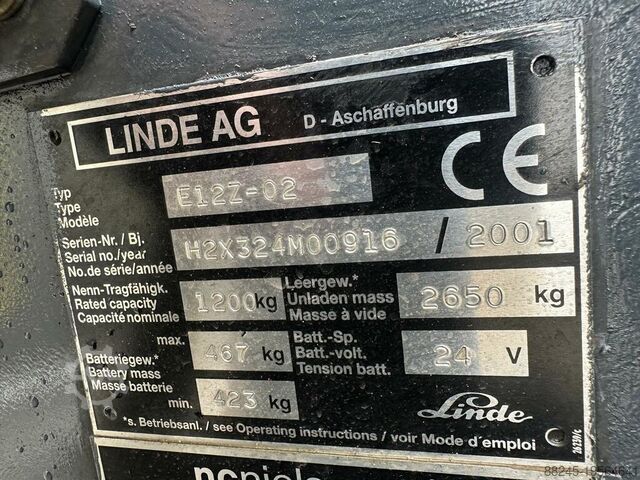 LINDE AG D - Aschaffenburg
CE
Typ
Type
Modèle
E12Z-02
Serien-Nr. / Bj.
Serial no./year
No.de série/année
H2X324M00916 / 2001
Nenn-Tragfähigk.
Rated capacity
Capacité nominale
1200 kg
Leergew.*
Unladen mass
Masse à vide
2650 kg
Batteriegew.*
Battery mass
Masse batterie
max. 467 kg
min. 423 kg
Batt.-Sp.
Batt.-volt.
Tension batt.
24 V
Linde
*s. Betriebsanl. / see Operating instructions / voir Mode d´emploi